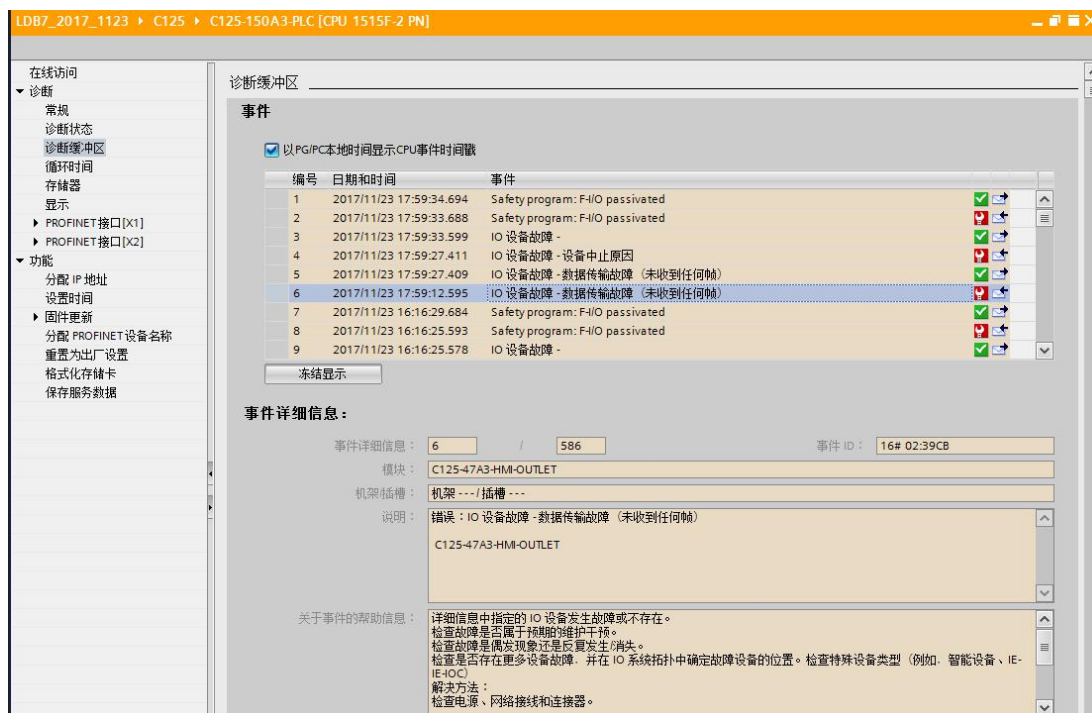 LDB7_2017_1123 ▸ C125 ▸ C125-150A3-PLC [CPU 1515F-2 PN]
在线访问
诊断
常规
诊断状态
诊断缓冲区
循环时间
存储器
显示
PROFINET接口[X1]
PROFINET接口[X2]
功能
分配 IP 地址
设置时间
固件更新
分配 PROFINET 设备名称
重置为出厂设置
格式化存储卡
保存服务数据
诊断缓冲区
事件
以PG/PC本地时间显示CPU事件时间戳
编号 日期和时间 事件
1 2017/11/23 17:59:34.694 Safety program: F-I/O passivated
2 2017/11/23 17:59:33.688 Safety program: F-I/O passivated
3 2017/11/23 17:59:33.599 IO 设备故障 -
4 2017/11/23 17:59:27.411 IO 设备故障 -设备中止原因
5 2017/11/23 17:59:27.409 IO 设备故障 -数据传输故障（未收到任何帧）
6 2017/11/23 17:59:12.595 IO 设备故障 -数据传输故障（未收到任何帧）
7 2017/11/23 16:16:29.684 Safety program: F-I/O passivated
8 2017/11/23 16:16:25.593 Safety program: F-I/O passivated
9 2017/11/23 16:16:25.578 IO 设备故障 -
冻结显示
事件详细信息：
事件详细信息： 6 / 586 事件 ID： 16# 02:39CB
模块： C125-47A3-HMI-OUTLET
机架/插槽： 机架 --- / 插槽 ---
说明： 错误：IO 设备故障 -数据传输故障（未收到任何帧）
C125-47A3-HMI-OUTLET
关于事件的帮助信息： 详细信息中指定的 IO 设备发生故障或不存在。
检查故障是否属于预期的维护干预。
检查故障是偶发现象还是反复发生/消失。
检查是否存在更多设备故障，并在 IO 系统拓扑中确定故障设备的位置。检查特殊设备类型（例如，智能设备、IE-
IE-IOC）
解决方法：
检查电源、网络接线和连接器。